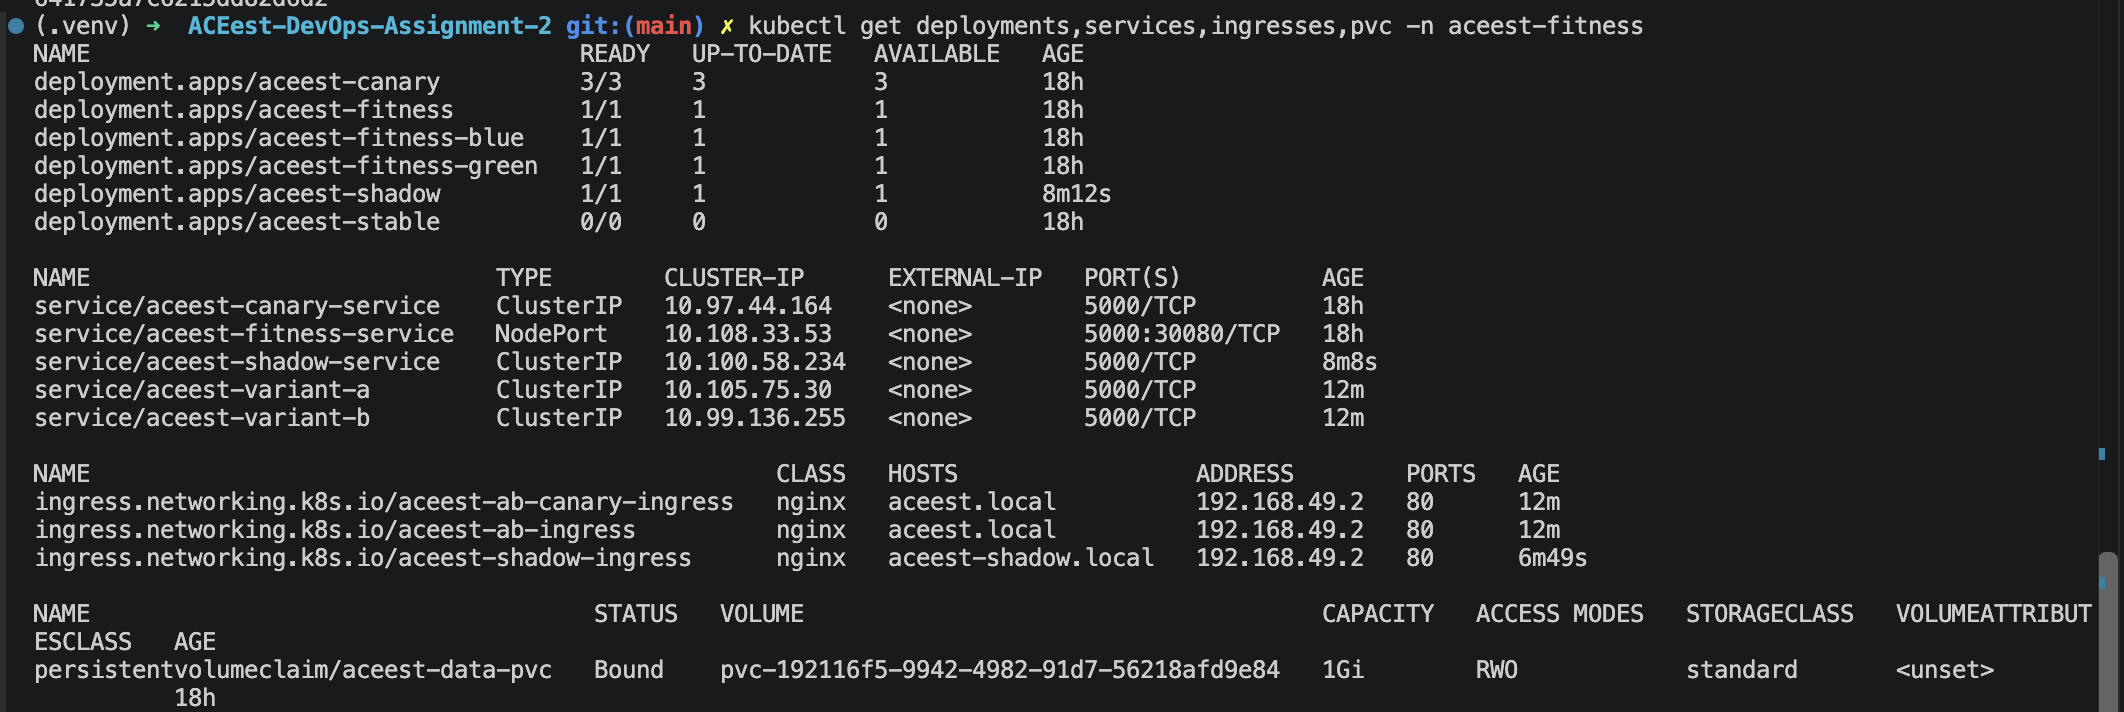 (.venv) ➜  ACEest-DevOps-Assignment-2 git:(main) ✗ kubectl get deployments,services,ingresses,pvc -n aceest-fitness
NAME                                   READY   UP-TO-DATE   AVAILABLE   AGE
deployment.apps/aceest-canary          3/3     3            3           18h
deployment.apps/aceest-fitness         1/1     1            1           18h
deployment.apps/aceest-fitness-blue    1/1     1            1           18h
deployment.apps/aceest-fitness-green   1/1     1            1           18h
deployment.apps/aceest-shadow          1/1     1            1           8m12s
deployment.apps/aceest-stable          0/0     0            0           18h
NAME                             TYPE        CLUSTER-IP      EXTERNAL-IP   PORT(S)          AGE
service/aceest-canary-service    ClusterIP   10.97.44.164    <none>        5000/TCP         18h
service/aceest-fitness-service   NodePort    10.108.33.53    <none>        5000:30080/TCP   18h
service/aceest-shadow-service    ClusterIP   10.100.58.234   <none>        5000/TCP         8m8s
service/aceest-variant-a         ClusterIP   10.105.75.30    <none>        5000/TCP         12m
service/aceest-variant-b         ClusterIP   10.99.136.255   <none>        5000/TCP         12m
NAME                                                 CLASS   HOSTS                 ADDRESS        PORTS   AGE
ingress.networking.k8s.io/aceest-ab-canary-ingress   nginx   aceest.local          192.168.49.2   80      12m
ingress.networking.k8s.io/aceest-ab-ingress          nginx   aceest.local          192.168.49.2   80      12m
ingress.networking.k8s.io/aceest-shadow-ingress      nginx   aceest-shadow.local   192.168.49.2   80      6m49s
NAME                                    STATUS   VOLUME                                     CAPACITY   ACCESS MODES   STORAGECLASS   VOLUMEATTRIBUT
ESCLASS   AGE
persistentvolumeclaim/aceest-data-pvc   Bound    pvc-192116f5-9942-4982-91d7-56218afd9e84   1Gi        RWO            standard       <unset>
          18h